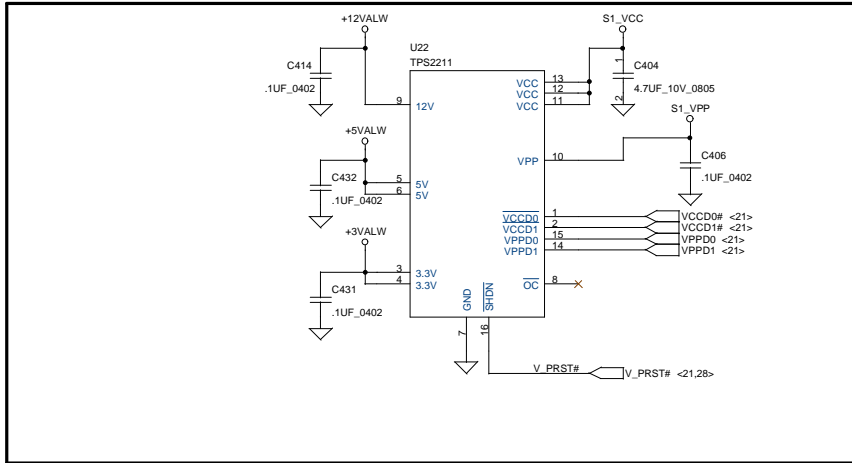 +12VALW
S1_VCC
U22
TPS2211
C414
.1UF_0402
1
C404
4.7UF_10V_0805
2
VCC 13
VCC 12
VCC 11
9 12V
S1_VPP
+5VALW
VPP 10
C406
.1UF_0402
C432
.1UF_0402
5 5V
6 5V
VCCD0 1 VCCD0# <21>
VCCD1 2 VCCD1# <21>
VPPD0 15 VPPD0 <21>
VPPD1 14 VPPD1 <21>
+3VALW
3 3.3V
4 3.3V
OC 8
C431
.1UF_0402
GND
SHDN
7
16
V_PRST#
V_PRST# <21,28>